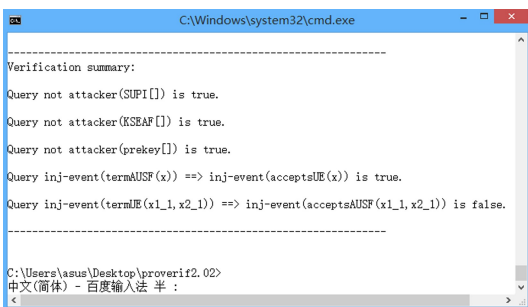 C:\Windows\system32\cmd.exe
--------------------------------------------------------------
Verification summary:
Query not attacker(SUPI[]) is true.
Query not attacker(KSEAF[]) is true.
Query not attacker(prekey[]) is true.
Query inj-event(termAUSF(x)) ==> inj-event(acceptsUE(x)) is true.
Query inj-event(termUE(x1_1,x2_1)) ==> inj-event(acceptsAUSF(x1_1,x2_1)) is false.
--------------------------------------------------------------
C:\Users\asus\Desktop\proverif2.02>
中文(简体) - 百度输入法 半 :